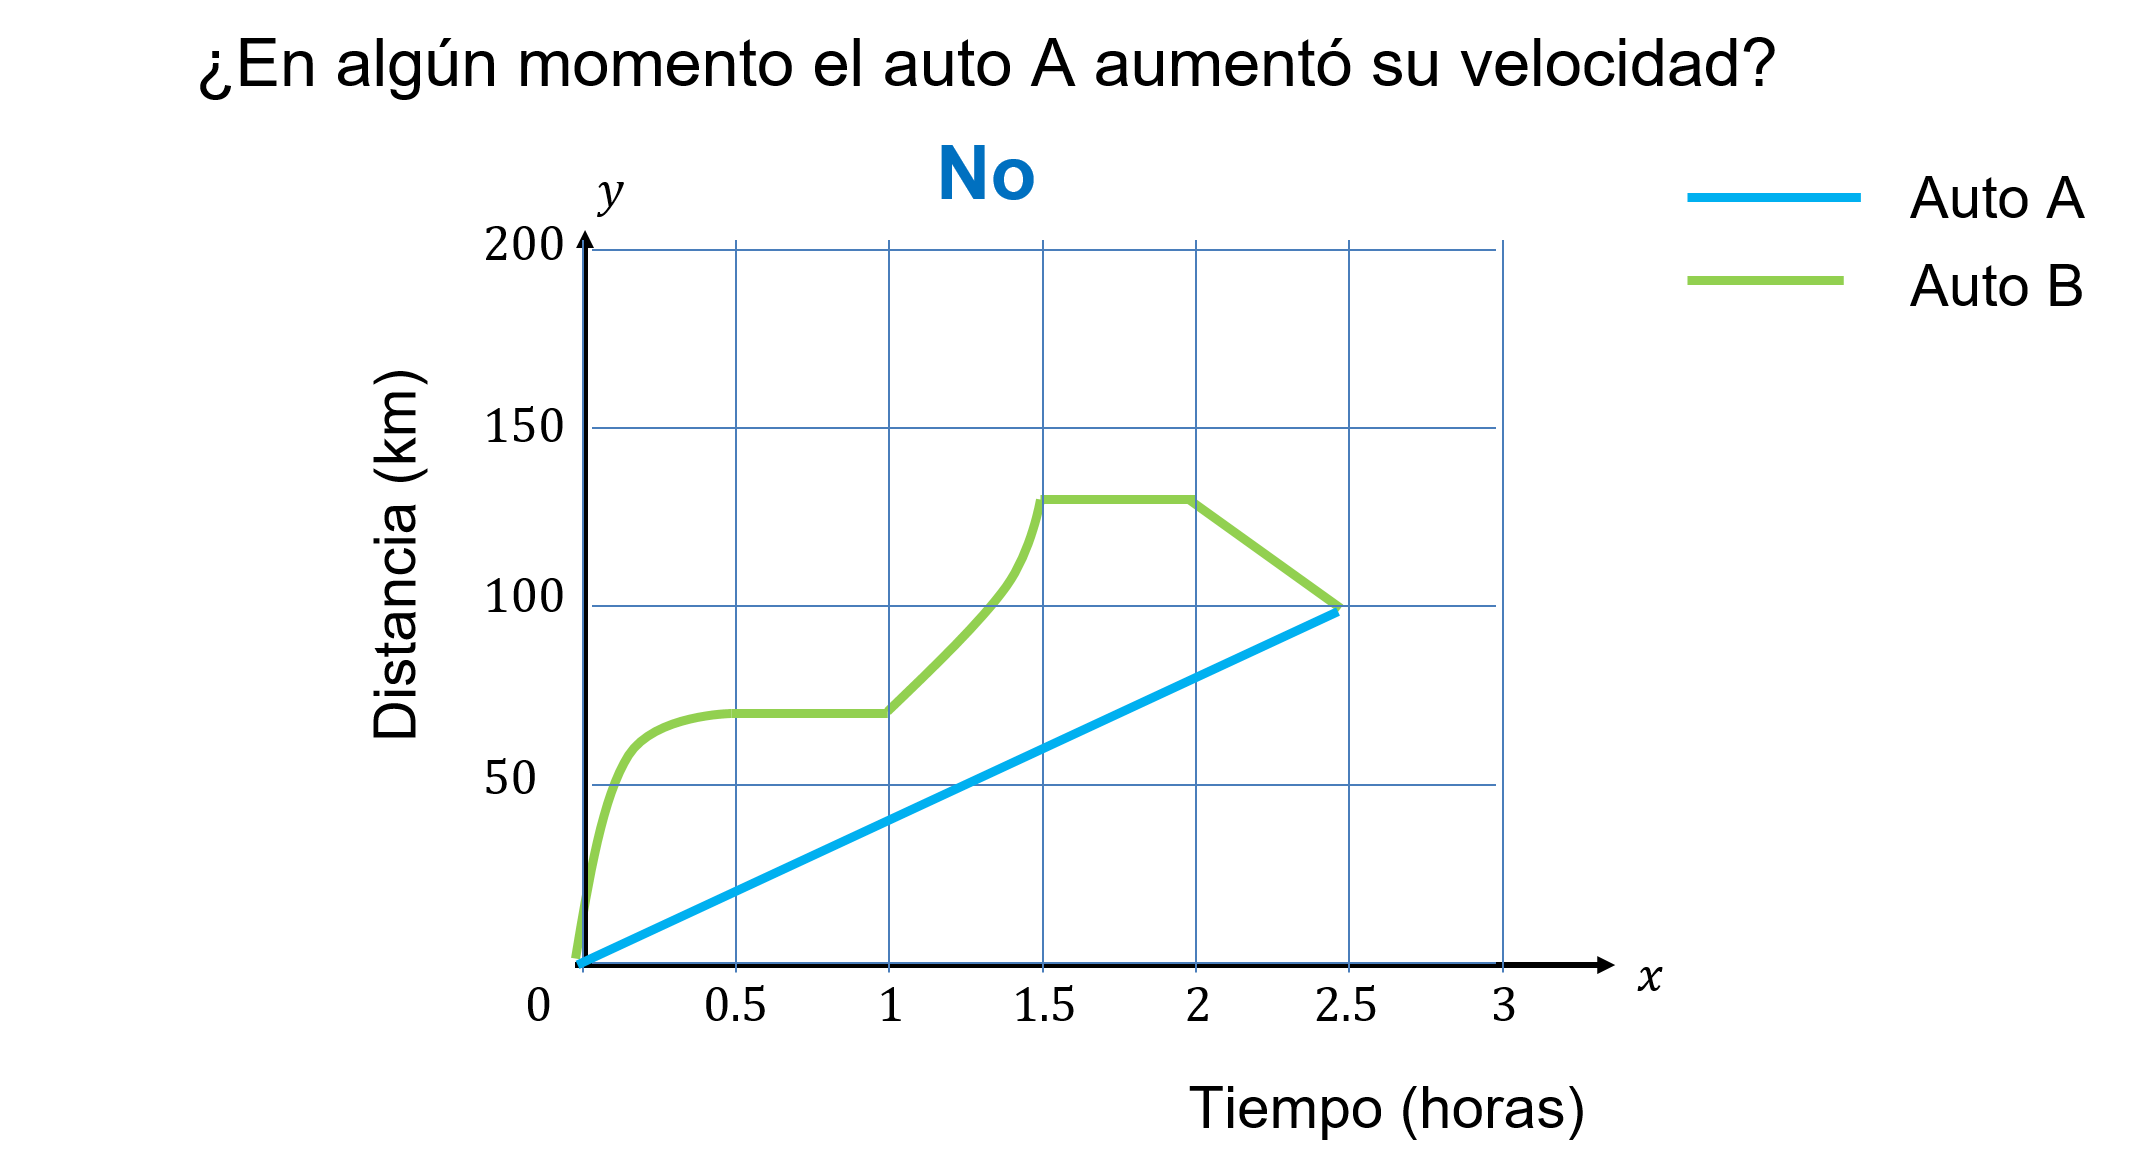 ¿En algún momento el auto A aumentó su velocidad?
No
y
Auto A
Auto B
200
150
100
50
Distancia (km)
0 0.5 1 1.5 2 2.5 3
x
Tiempo (horas)